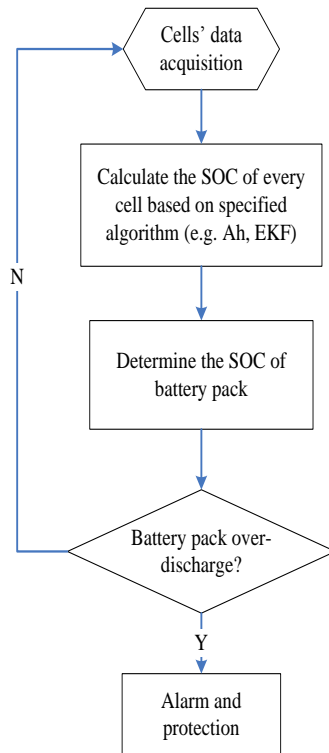 Cells' data
acquisition
Calculate the SOC of every
cell based on specified
algorithm (e.g. Ah, EKF)
N
Determine the SOC of
battery pack
Battery pack over-
discharge?
Y
Alarm and
protection